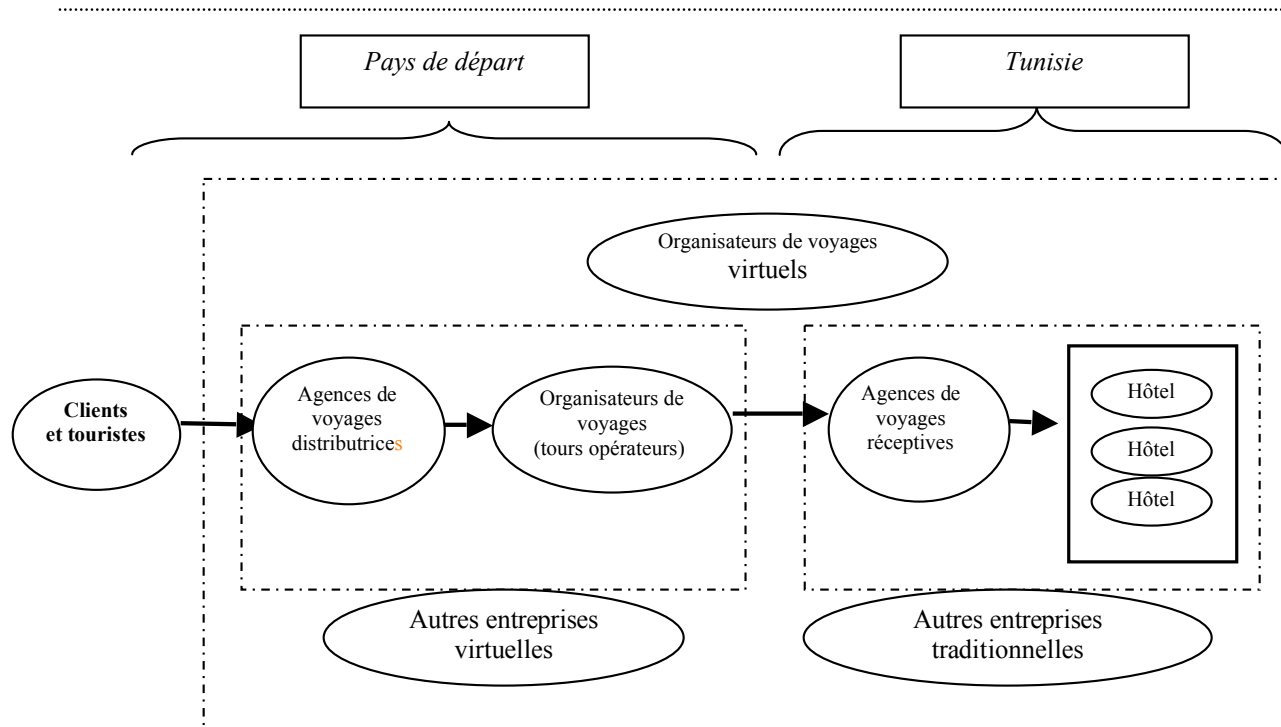 Pays de départ
Tunisie
Organisateurs de voyages
virtuels
Clients
et touristes
Agences de
voyages
distributrices
Organisateurs de
voyages
(tours opérateurs)
Agences de
voyages
réceptives
Hôtel
Hôtel
Hôtel
Autres entreprises
virtuelles
Autres entreprises
traditionnelles